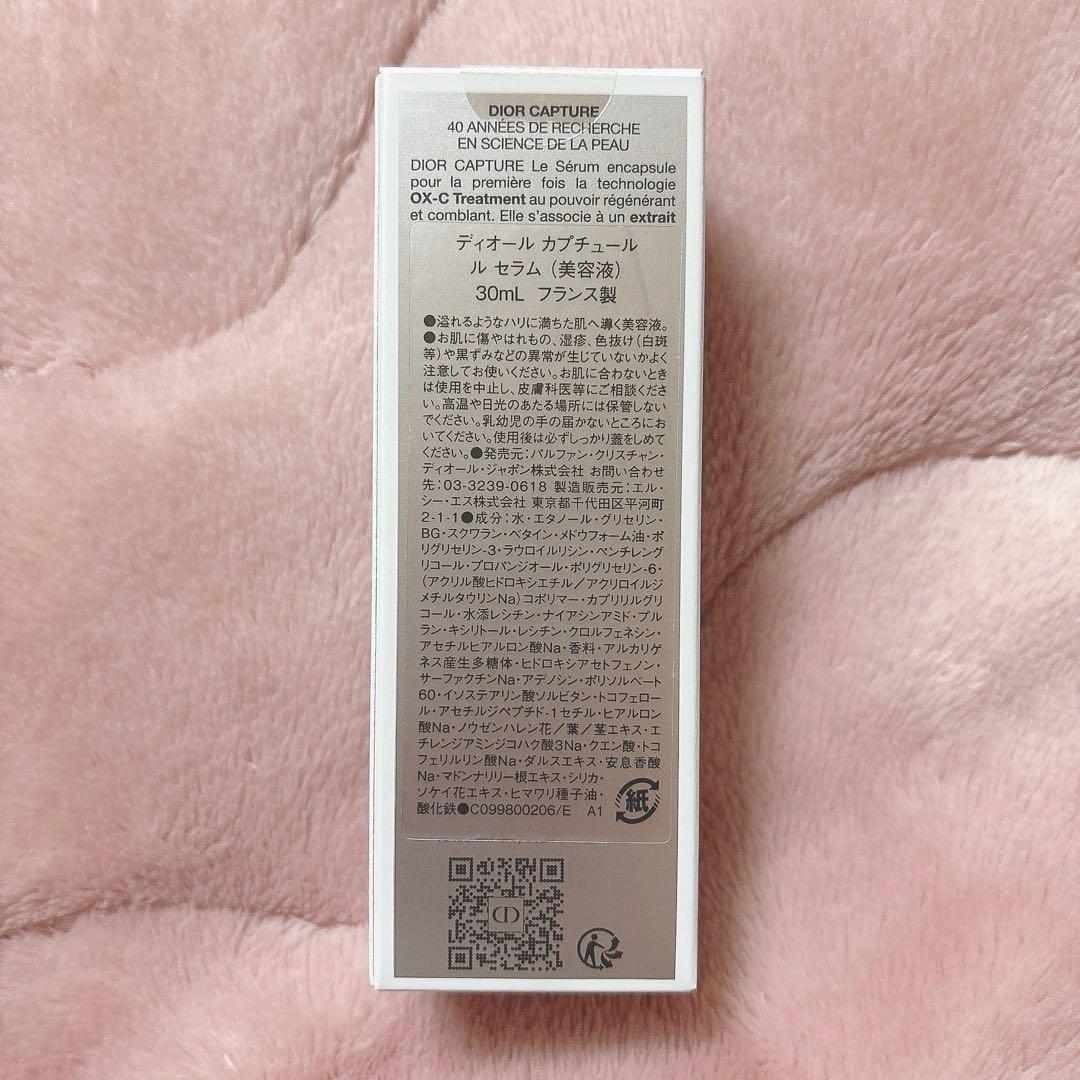 DIOR CAPTURE
40 ANNÉES DE RECHERCHE
EN SCIENCE DE LA PEAU
DIOR CAPTURE Le Sérum encapsule
pour la première fois la technologie
OX-C Treatment au pouvoir régénérant
et comblant. Elle s'associe à un extrait
ディオール カプチュール
ル セラム（美容液）
30mL フランス製
●溢れるようなハリに満ちた肌へ導く美容液。
●お肌に傷やはれもの、湿疹、色抜け（白斑
等）や黒ずみなどの異常が生じていないかよく
注意してお使いください。お肌に合わないとき
は使用を中止し、皮膚科医等にご相談くださ
い。高温や日光のあたる場所には保管しない
でください。乳幼児の手の届かないところにお
いてください。使用後は必ずしっかり蓋をしめて
ください。●発売元：パルファン・クリスチャン・
ディオール・ジャポン株式会社 お問い合わせ
先：03-3239-0618 製造販売元：エル・
シー・エス株式会社 東京都千代田区平河町
2-1-1●成分：水・エタノール・グリセリン・
BG・スクワラン・ベタイン・メドウフォーム油・ポ
リグリセリン-3・ラウロイルリシン・ペンチレング
リコール・プロパンジオール・ポリグリセリン-6・
（アクリル酸ヒドロキシエチル／アクリロイルジ
メチルタウリンNa）コポリマー・カプリリルグリ
コール・水添レシチン・ナイアシンアミド・プル
ラン・キシリトール・レシチン・クロルフェネシン・
アセチルヒアルロン酸Na・香料・アルカリゲ
ネス産生多糖体・ヒドロキシアセトフェノン・
サーファクチンNa・アデノシン・ポリソルベート
60・イソステアリン酸ソルビタン・トコフェロー
ル・アセチルジペプチド-1セチル・ヒアルロン
酸Na・ノウゼンハレン花／葉／茎エキス・エ
チレンジアミンジコハク酸3Na・クエン酸・トコ
フェリルリン酸Na・ダルスエキス・安息香酸
Na・マドンナリリー根エキス・シリカ・
ソケイ花エキス・ヒマワリ種子油・
酸化鉄●C099800206/E A1
紙
CD